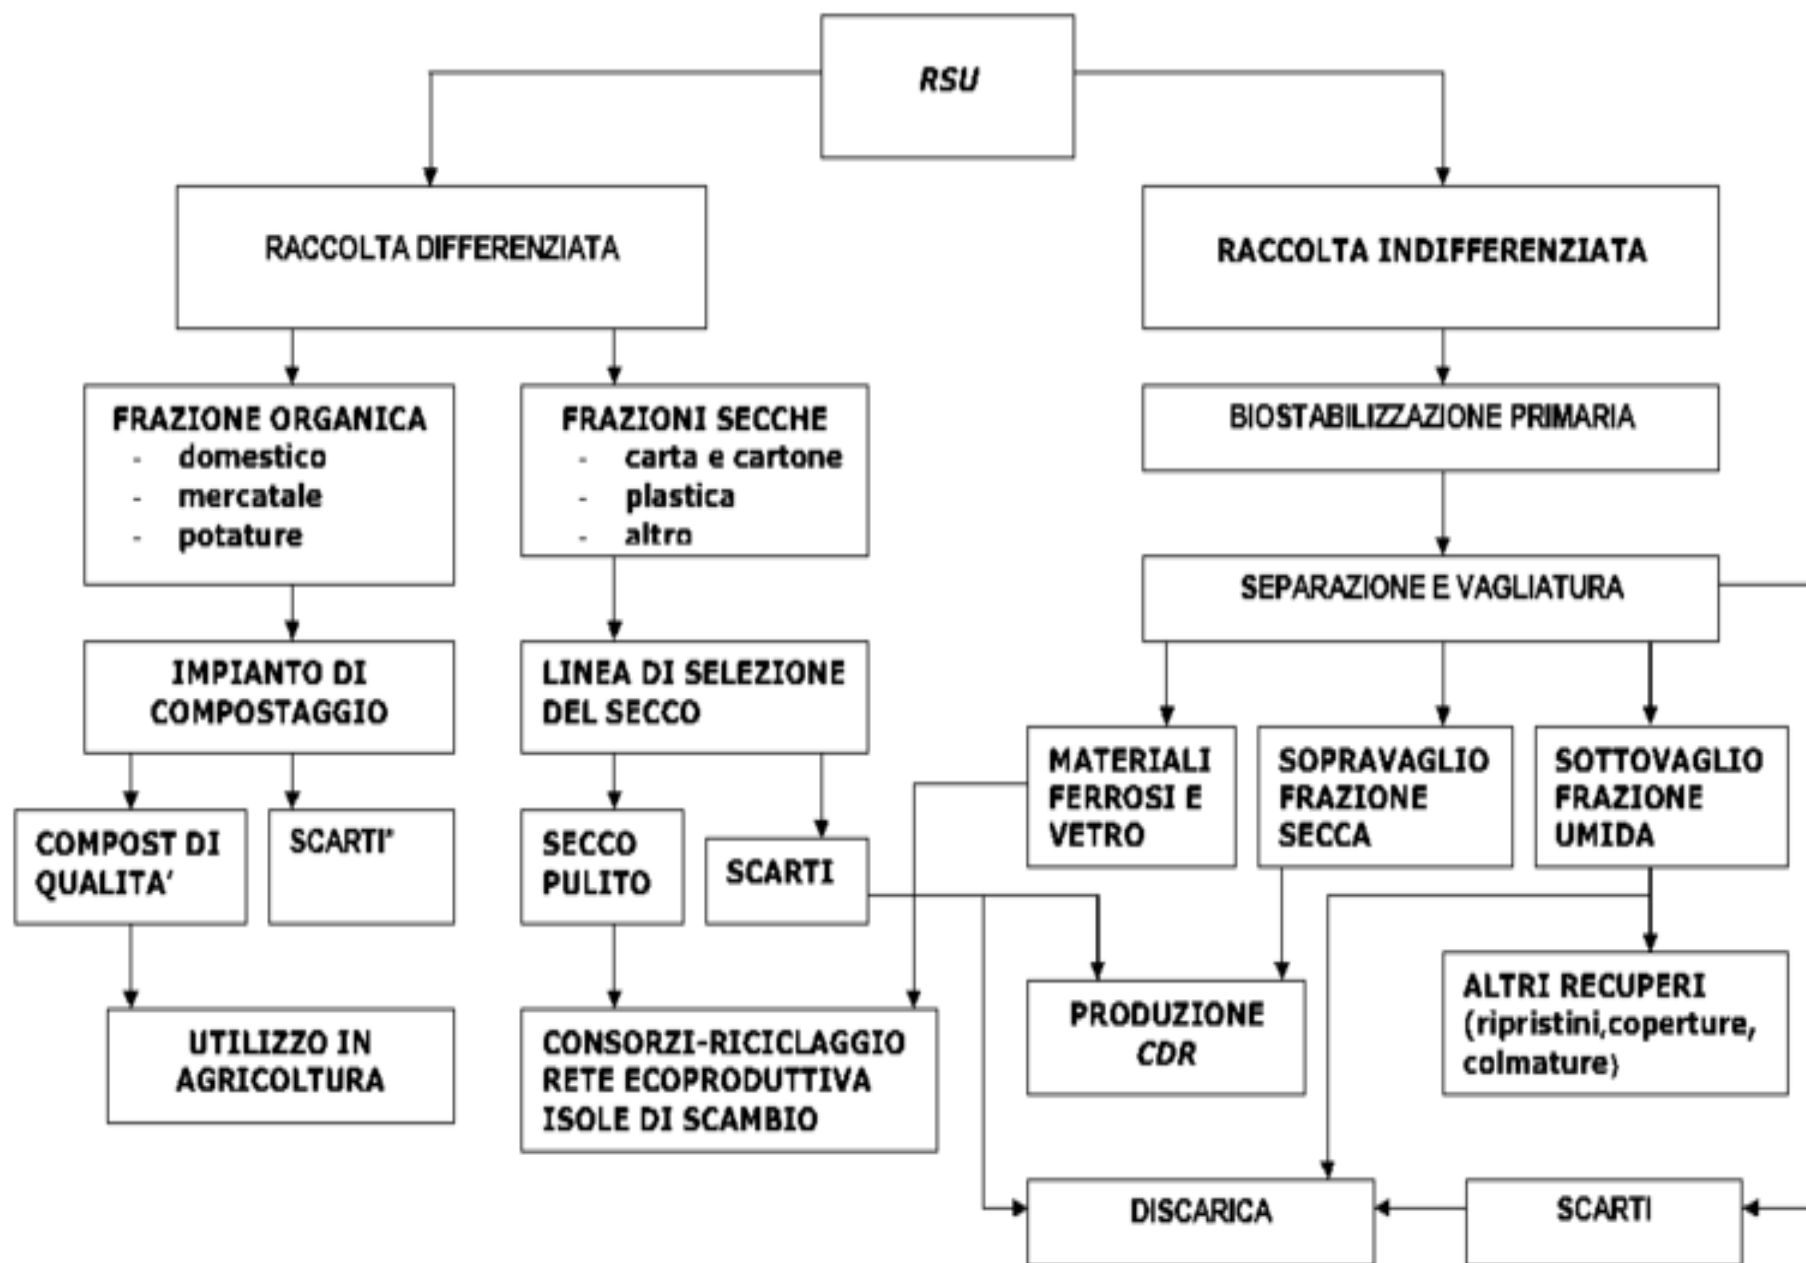 RSU
RACCOLTA DIFFERENZIATA
RACCOLTA INDIFFERENZIATA
FRAZIONE ORGANICA
- domestico
- mercatale
- potature
FRAZIONI SECCHE
- carta e cartone
- plastica
- altro
BIOSTABILIZZAZIONE PRIMARIA
SEPARAZIONE E VAGLIATURA
IMPIANTO DI
COMPOSTAGGIO
LINEA DI SELEZIONE
DEL SECCO
MATERIALI
FERROSI E
VETRO
SOPRAVAGLIO
FRAZIONE
SECCA
SOTTOVAGLIO
FRAZIONE
UMIDA
COMPOST DI
QUALITA’
SCARTI*
SECCO
PULITO
SCARTI
UTILIZZO IN
AGRICOLTURA
CONSORZI-RICICLAGGIO
RETE ECOPRODUTTIVA
ISOLE DI SCAMBIO
PRODUZIONE
CDR
ALTRI RECUPERI
(ripristini,coperture,
colmature)
DISCARICA
SCARTI